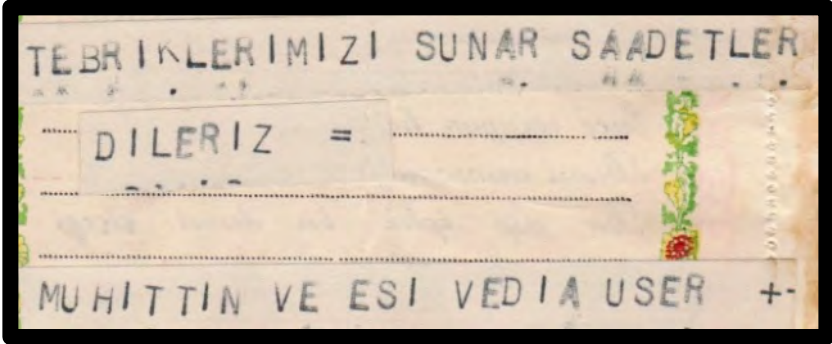 TEBRIKLERIMIZI SUNAR SAADETLER
DILERIZ =
MUHITTIN VE ESI VEDIA USER +-